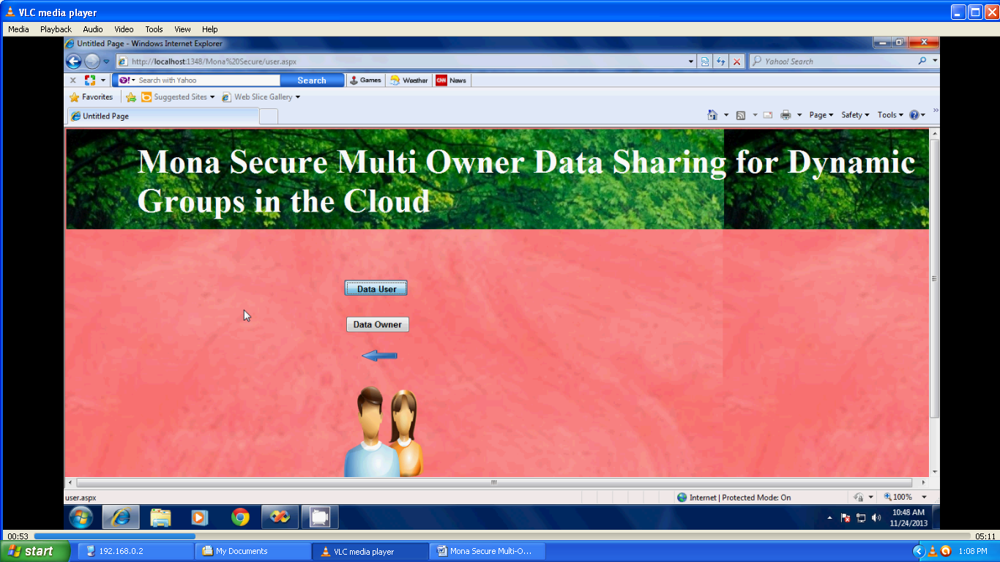 VLC media player
Media Playback Audio Video Tools View Help
Untitled Page - Windows Internet Explorer
http://localhost:1348/Mona%20Secure/user.aspx
Yahoo! Search
Y! Search with Yahoo Search Games Weather CNN News
Favorites Suggested Sites Web Slice Gallery
Untitled Page
Page Safety Tools
Mona Secure Multi Owner Data Sharing for Dynamic
Groups in the Cloud
Data User
Data Owner
user.aspx
Internet | Protected Mode: On
100%
10:48 AM
11/24/2013
00:53
05:11
start
192.168.0.2
My Documents
VLC media player
Mona Secure Multi-O...
1:08 PM